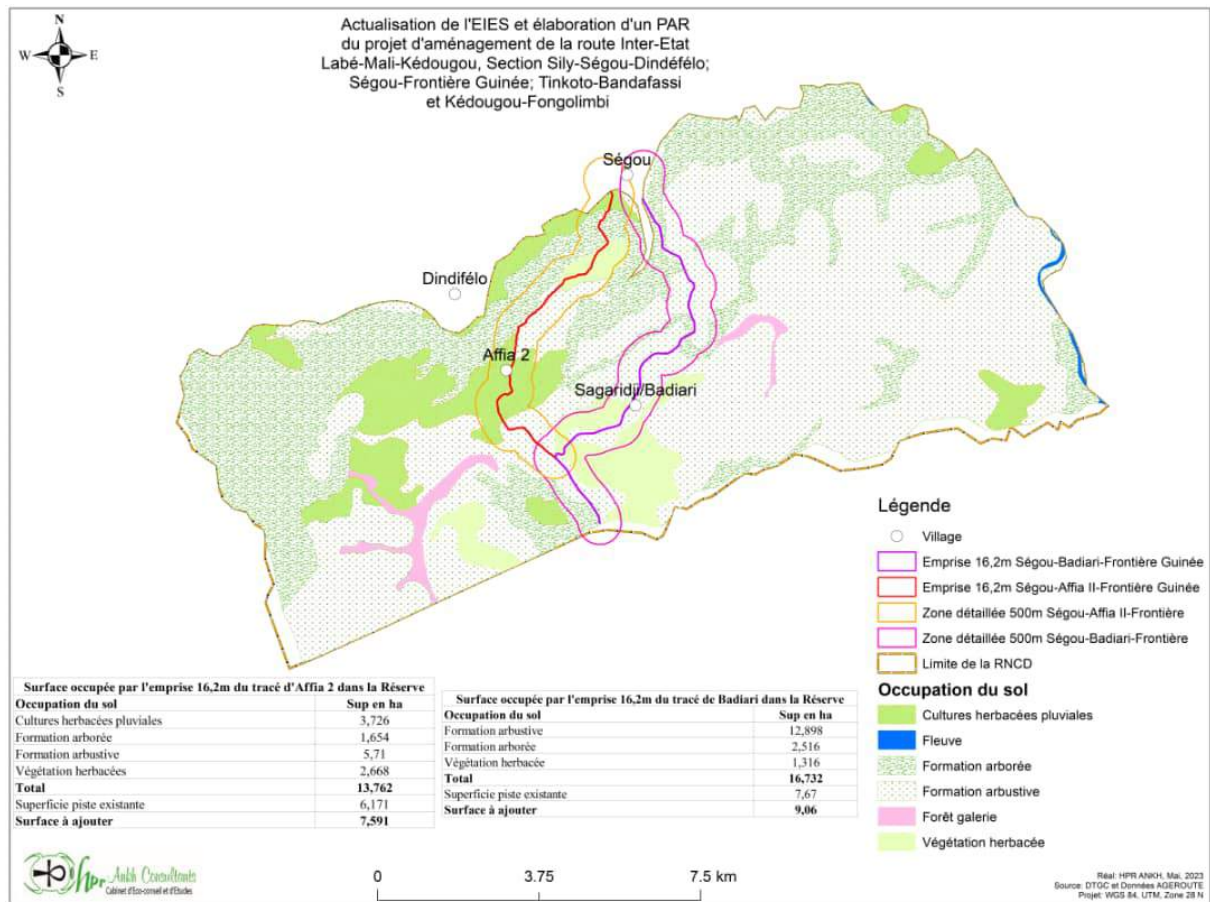 N
W E
S
Actualisation de l'EIES et élaboration d'un PAR
du projet d'aménagement de la route Inter-Etat
Labé-Mali-Kédougou, Section Sily-Ségou-Dindéfélo;
Ségou-Frontière Guinée; Tinkoto-Bandafassi
et Kédougou-Fongolimbi
Ségou
Dindifélo
Affia 2
Sagaridji/Badiari
Légende
Village
Emprise 16,2m Ségou-Badiari-Frontière Guinée
Emprise 16,2m Ségou-Affia II-Frontière Guinée
Zone détaillée 500m Ségou-Affia II-Frontière
Zone détaillée 500m Ségou-Badiari-Frontière
Limite de la RNCD
Occupation du sol
Cultures herbacées pluviales
Fleuve
Formation arborée
Formation arbustive
Forêt galerie
Végétation herbacée
Surface occupée par l'emprise 16,2m du tracé d'Affia 2 dans la Réserve
Occupation du sol Sup en ha
Cultures herbacées pluviales 3,726
Formation arborée 1,654
Formation arbustive 5,71
Végétation herbacées 2,668
Total 13,762
Superficie piste existante 6,171
Surface à ajouter 7,591
Surface occupée par l'emprise 16,2m du tracé de Badiari dans la Réserve
Occupation du sol Sup en ha
Formation arbustive 12,898
Formation arborée 2,516
Végétation herbacée 1,316
Total 16,732
Superficie piste existante 7,67
Surface à ajouter 9,06
hpr Ankh Consultants
Cabinet d'Eco-conseil et d'Etudes
0 3.75 7.5 km
Réal: HPR ANKH, Mai, 2023
Source: DTGC et Données AGEROUTE
Projet: WGS 84, UTM, Zone 28 N